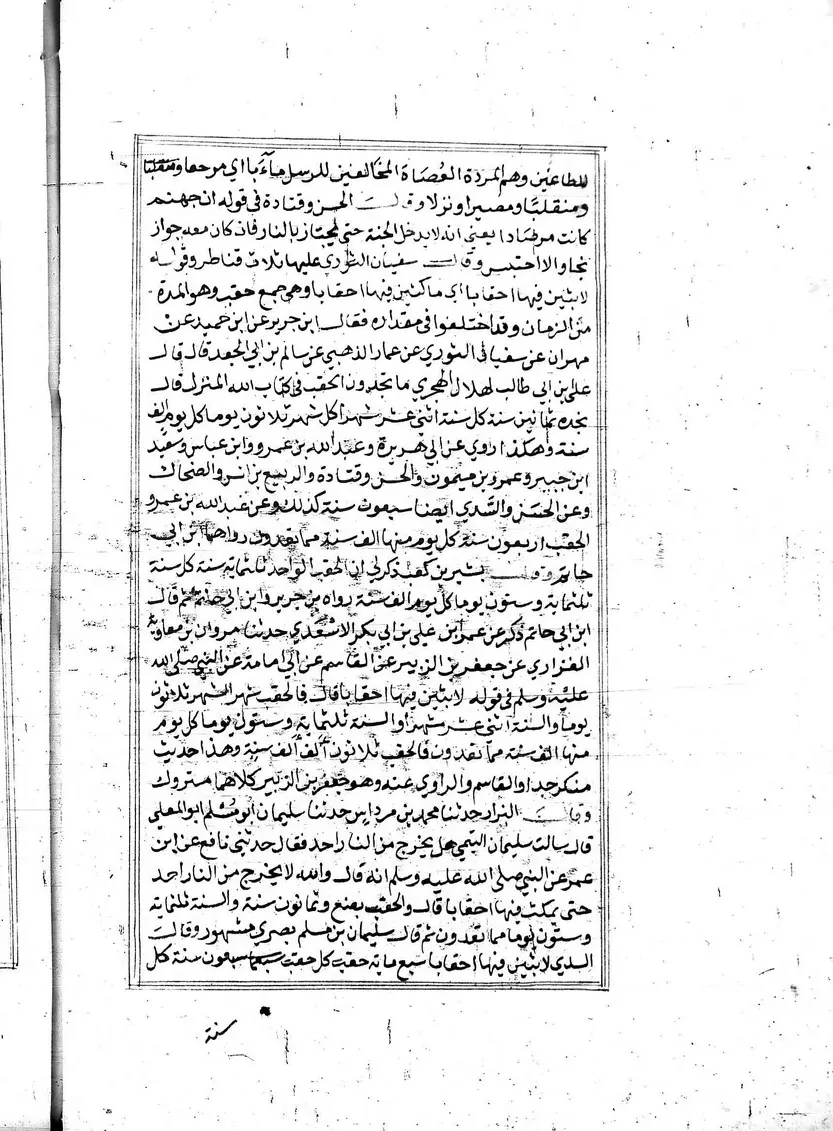 للطاغين وهم المردة العُصَاة المخالفين للرسل مآءَبا اي مرجعا ومنقلبا
ومنقلبًا ومصيرا ونزلا وقال الحسن وقتادة في قوله ان جهنم
كانت مرصادا يعني انه لا يدخل الجنة حتى يجتاز بالنار فان كان معه جواز
نجا والا احتبس وقال سفيان الثوري عليها ثلاث قناطر وقوله
لابثين فيها احقابا اي ماكثين فيها احقابا وهي جمع حقب وهو المدة
من الزمان وقد اختلفوا في مقداره فقال ابن جرير عن ابن حميد عن
مهران عن سفيان الثوري عن عمار الذهبي عن سالم بن ابي الجعد قال قال
علي ابن ابي طالب لهلال الهجري ما تجدون الحقب في كتاب الله المنزل قال
نجده ثمانين سنة كل سنة اثني عشر شهرا كل شهر ثلاثون يوما كل يوم الف
سنة وهكذا روي عن ابي هريرة وعبد الله بن عمرو وابن عباس وسعيد
ابن جبير وعمرو بن ميمون والحسن وقتادة والربيع بن انس والضحاك
وعن الحسن والسدي ايضا سبعون سنة كذلك وعن عبد الله بن عمرو
الحقب اربعون سنة كل يوم منها الف سنة مما تعدون رواهما بن ابي
حاتم وقال بشير بن كعب ذكر لي ان الحقب الواحد ثلثماية سنة كل سنة
ثلثماية وستون يوما كل يوم الف سنة رواه بن جرير وابن ابي حاتم ثم قال
ابن ابي حاتم ذكر عن عمر ابن علي بن ابي بكر الاسفدي حدثنا مروان بن معاوية
الفزاري عن جعفر بن الزبير عن القاسم عن ابي امامة عن النبي صلى الله
عليه وسلم في قوله لابثين فيها احقابا قال فالحقب شهر الشهر ثلاثون
يوما والسنة اثني عشر شهرا والسنة ثلثماية وستون يوما كل يوم
منها الف سنة مما تعدون فالحقب ثلاثون ألف ألف سنة وهذا حديث
منكر جدا والقاسم والراوي عنه وهو جعفر بن الزبير كلاهما متروك
وقال البزار حدثنا محمد بن مرداس حدثنا سليمان ابو مسلم ابو المعلى
قال سالت سليمان التيمي هل يخرج من النار احد فقال حدثني نافع عن ابن
عمر عن النبي صلى الله عليه وسلم انه قال والله لا يخرج من النار احد
حتى يمكث فيها احقابا قال والحقب بضع وثمانون سنة والسنة ثلثماية
وستون يوما مما تعدون ثم قال سليمان بن مسلم بصري مشهور وقال
السدي لابثين فيها احقابا سبع ماية حقب كل حقب سبعون سنة كل
سنة